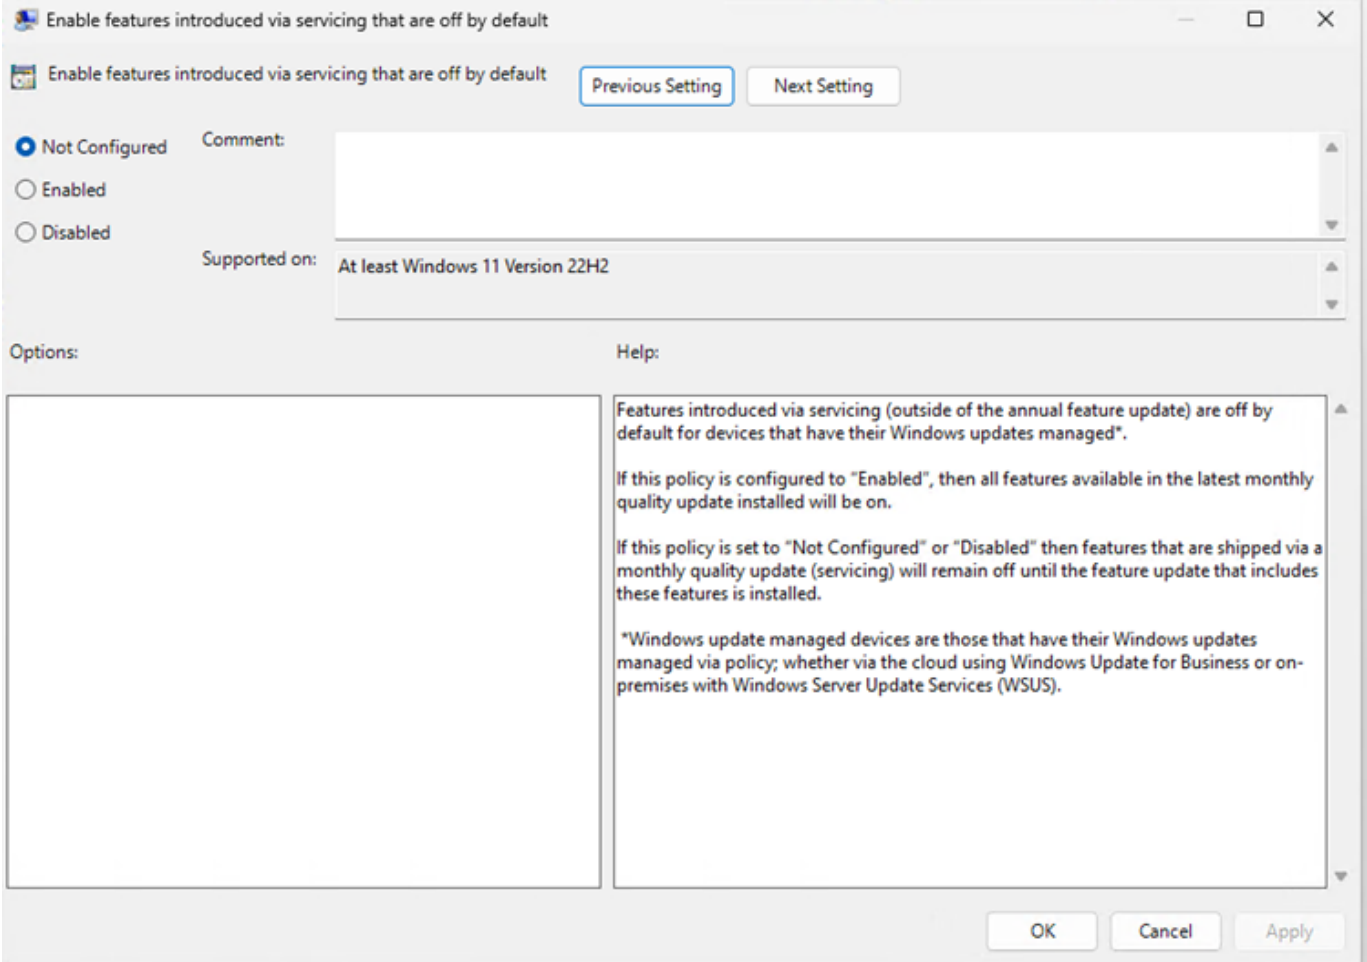 Enable features introduced via servicing that are off by default
Enable features introduced via servicing that are off by default
Previous Setting
Next Setting
Not Configured
Comment:
Enabled
Disabled
Supported on:
At least Windows 11 Version 22H2
Options:
Help:
Features introduced via servicing (outside of the annual feature update) are off by
default for devices that have their Windows updates managed*.
If this policy is configured to “Enabled”, then all features available in the latest monthly
quality update installed will be on.
If this policy is set to “Not Configured” or “Disabled” then features that are shipped via a
monthly quality update (servicing) will remain off until the feature update that includes
these features is installed.
*Windows update managed devices are those that have their Windows updates
managed via policy; whether via the cloud using Windows Update for Business or on-
premises with Windows Server Update Services (WSUS).
OK
Cancel
Apply